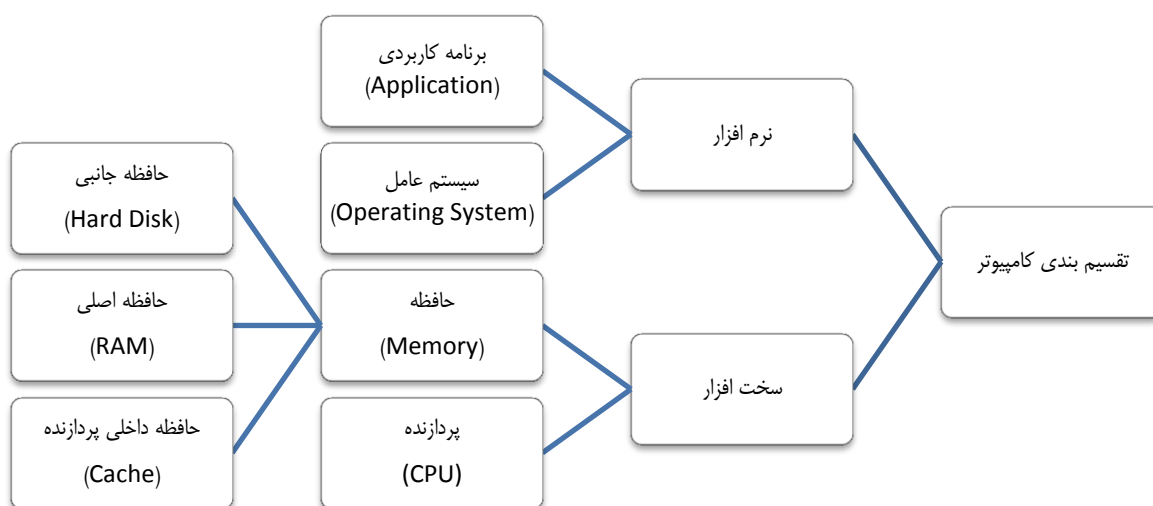 تقسیم بندی کامپیوتر
نرم افزار
برنامه کاربردی
(Application)
سیستم عامل
(Operating System)
سخت افزار
حافظه
(Memory)
حافظه جانبی
(Hard Disk)
حافظه اصلی
(RAM)
حافظه داخلی پردازنده
(Cache)
پردازنده
(CPU)